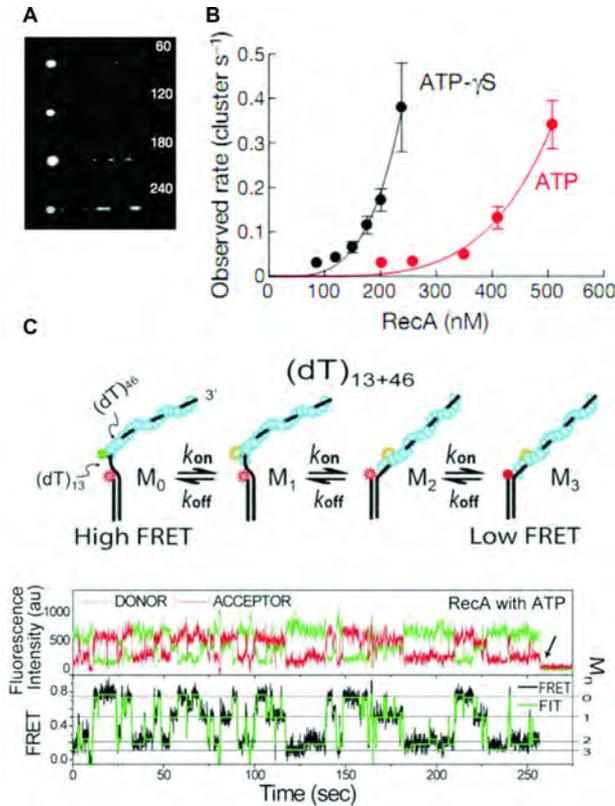 A
60
120
180
240
B
Observed rate (cluster s⁻¹)
0.5
0.4
0.3
0.2
0.1
0
0 100 200 300 400 500 600
RecA (nM)
ATP-γS
ATP
C
(dT)13+46
(dT)46
3'
(dT)13
M0
kon
koff
M1
kon
koff
M2
kon
koff
M3
High FRET
Low FRET
Fluorescence
Intensity (au)
1000
500
0
DONOR
ACCEPTOR
RecA with ATP
FRET
0.8
0.4
0.0
FRET
FIT
Mn
0
1
2
3
0 50 100 150 200 250
Time (sec)